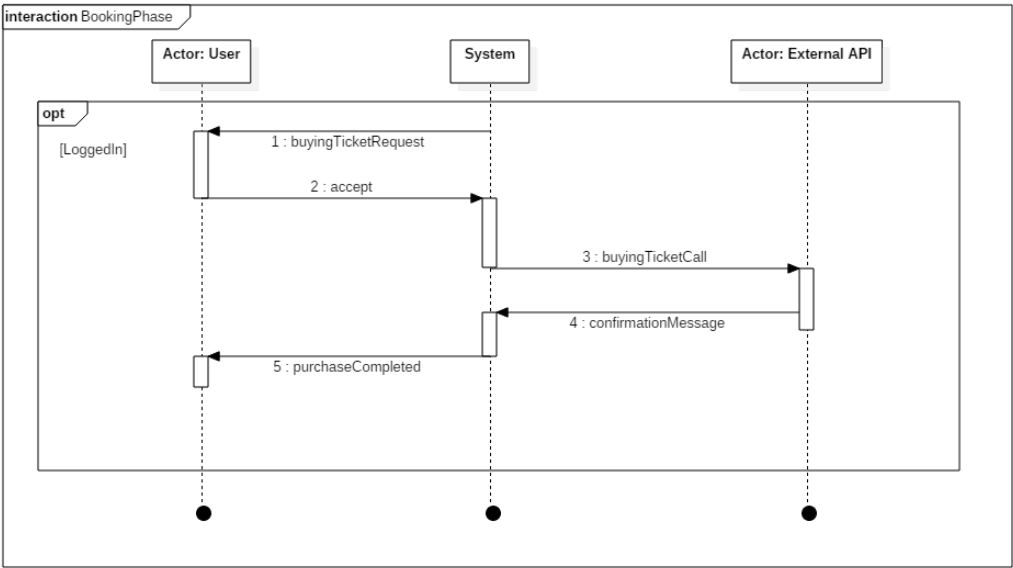 interaction BookingPhase
Actor: User
System
Actor: External API
opt
[LoggedIn]
1 : buyingTicketRequest
2 : accept
3 : buyingTicketCall
4 : confirmationMessage
5 : purchaseCompleted